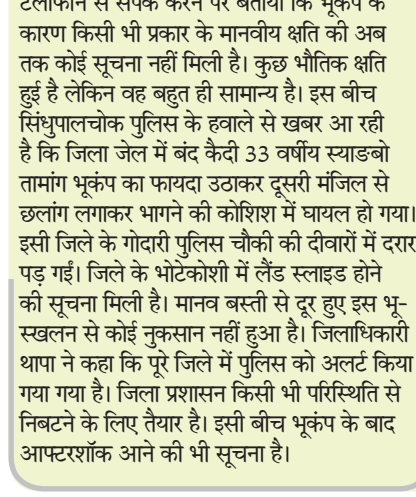 टेलीफोन से संपर्क करने पर बताया कि भूकंप के
कारण किसी भी प्रकार के मानवीय क्षति की अब
तक कोई सूचना नहीं मिली है। कुछ भौतिक क्षति
हुई है लेकिन वह बहुत ही सामान्य है। इस बीच
सिंधुपालचोक पुलिस के हवाले से खबर आ रही
है कि जिला जेल में बंद कैदी 33 वर्षीय स्याङबो
तामांग भूकंप का फायदा उठाकर दूसरी मंजिल से
छलांग लगाकर भागने की कोशिश में घायल हो गया।
इसी जिले के गोदारी पुलिस चौकी की दीवारों में दरार
पड़ गईं। जिले के भोटेकोशी में लैंड स्लाइड होने
की सूचना मिली है। मानव बस्ती से दूर हुए इस भू-
स्खलन से कोई नुकसान नहीं हुआ है। जिलाधिकारी
थापा ने कहा कि पूरे जिले में पुलिस को अलर्ट किया
गया गया है। जिला प्रशासन किसी भी परिस्थिति से
निबटने के लिए तैयार है। इसी बीच भूकंप के बाद
आफ्टरशॉक आने की भी सूचना है।